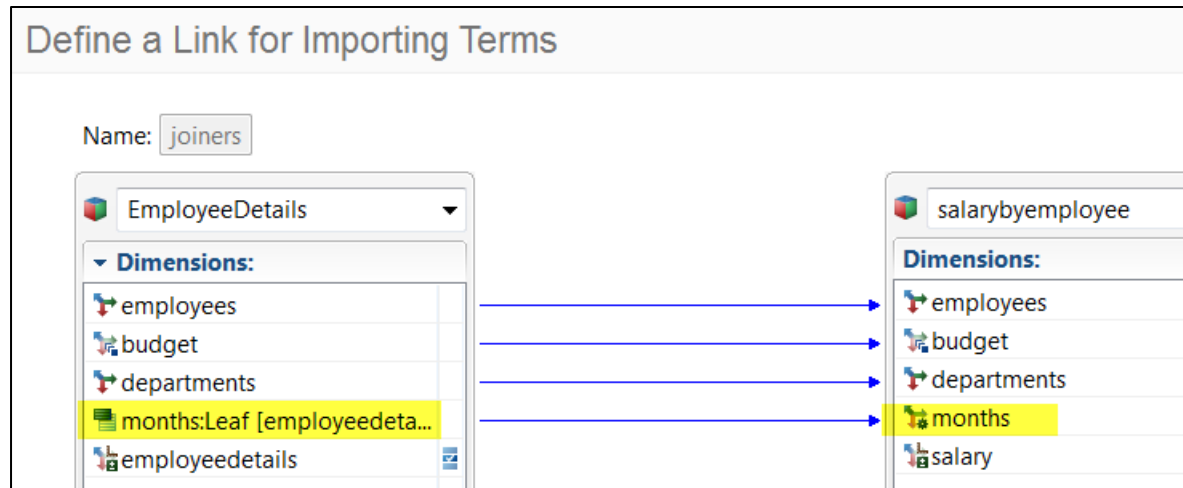 Define a Link for Importing Terms
Name: joiners
EmployeeDetails
Dimensions:
employees
budget
departments
months:Leaf [employeedeta...
employeedetails
salarybyemployee
Dimensions:
employees
budget
departments
months
salary